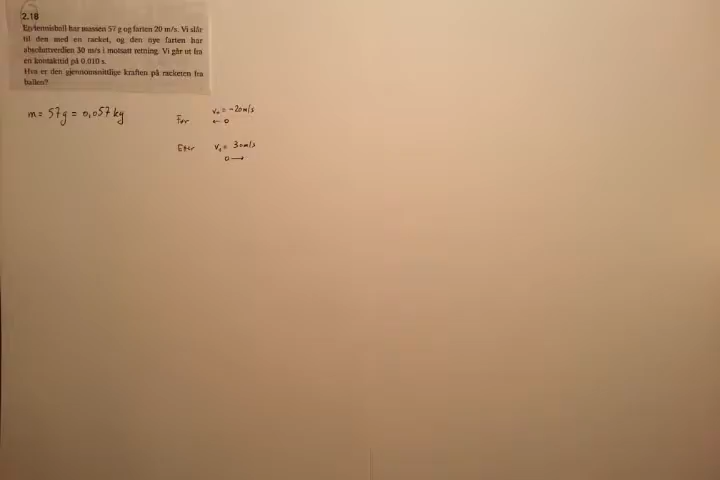 2.18
En tennisball har massen 57 g og farten 20 m/s. Vi slår
til den med en racket, og den nye farten har
absoluttverdien 30 m/s i motsatt retning. Vi går ut fra
en kontakttid på 0,010 s.
Hva er den gjennomsnittlige kraften på racketen fra
ballen?
m = 57g = 0,057 kg
Før v₀ = -20 m/s
← o
Etter v₁ = 30 m/s
o →